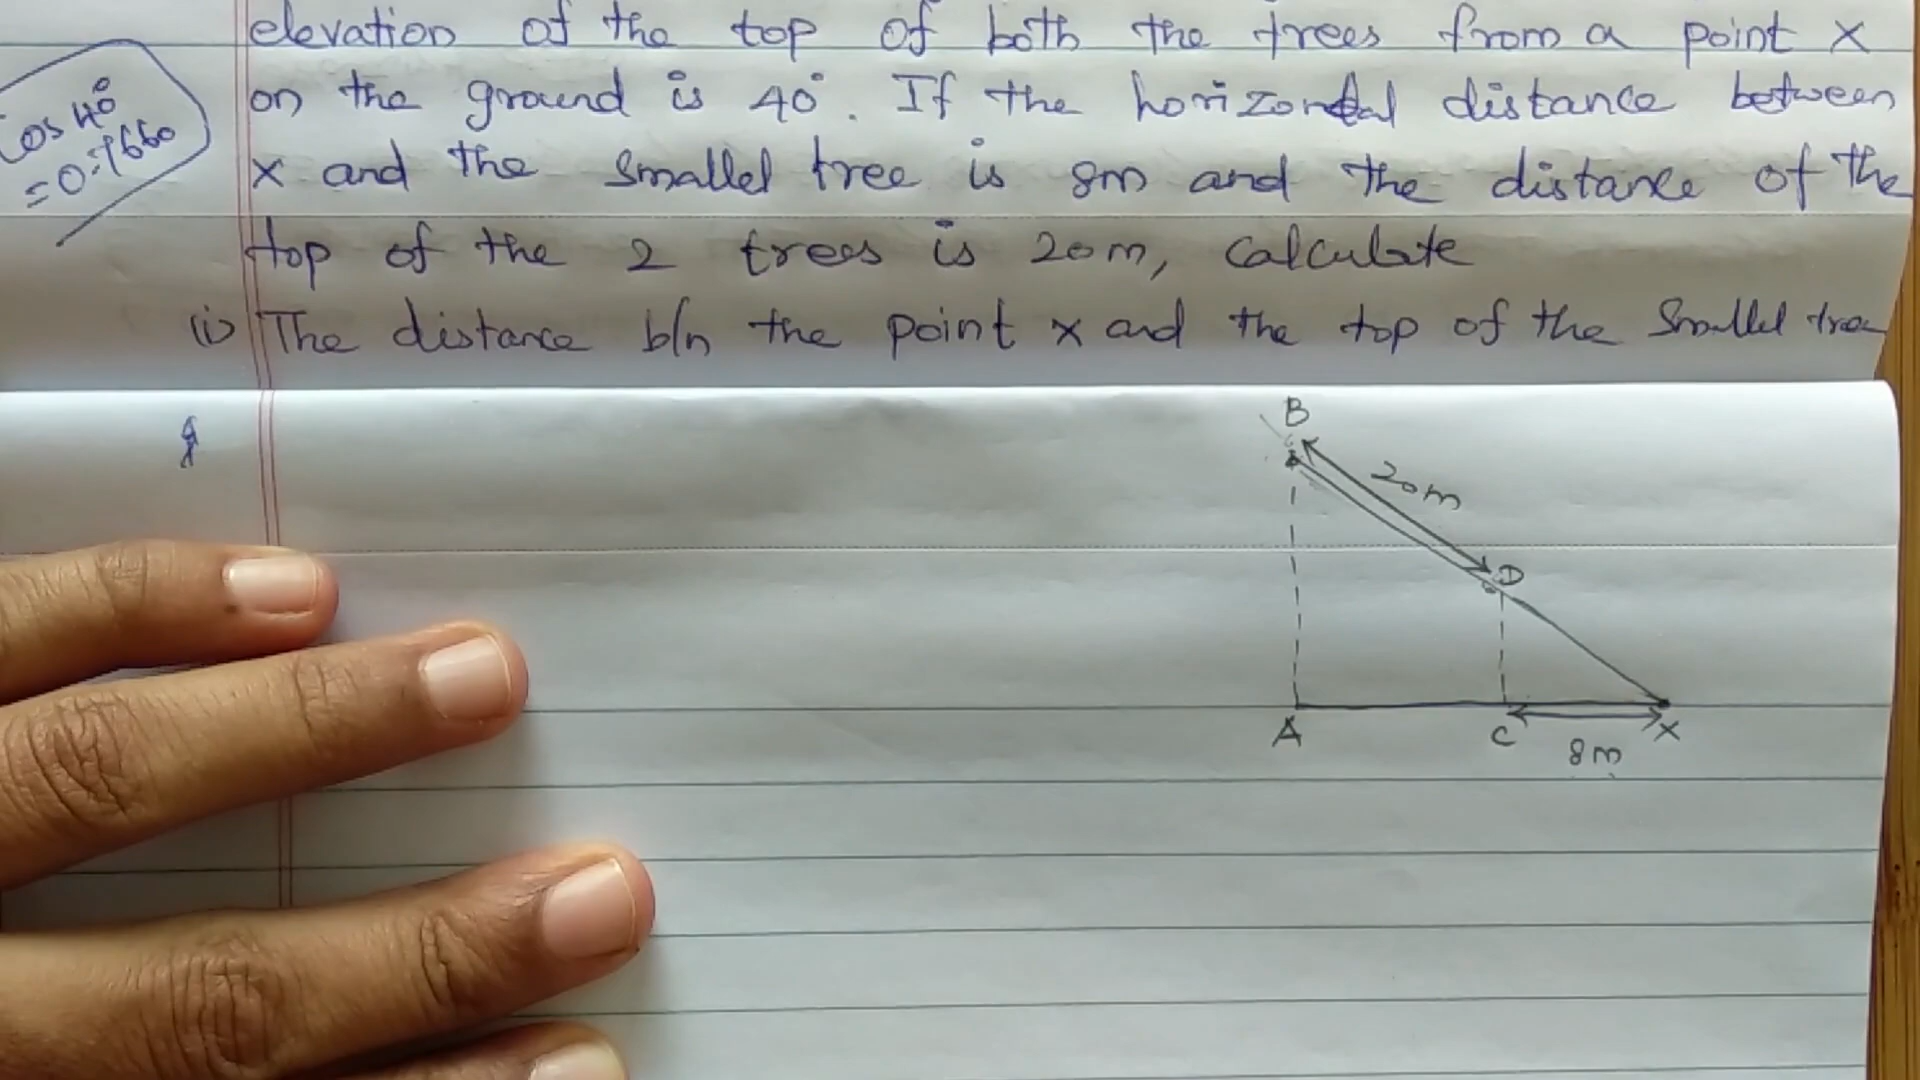 elevation of the top of both the trees from a point x
on the ground is 40°. If the horizontal distance between
x and the smaller tree is 8m and the distance of the
top of the 2 trees is 20m, calculate
(i) The distance b/n the point x and the top of the smaller tree
Cos 40°
= 0.7660
B
20m
D
A
C
X
8m